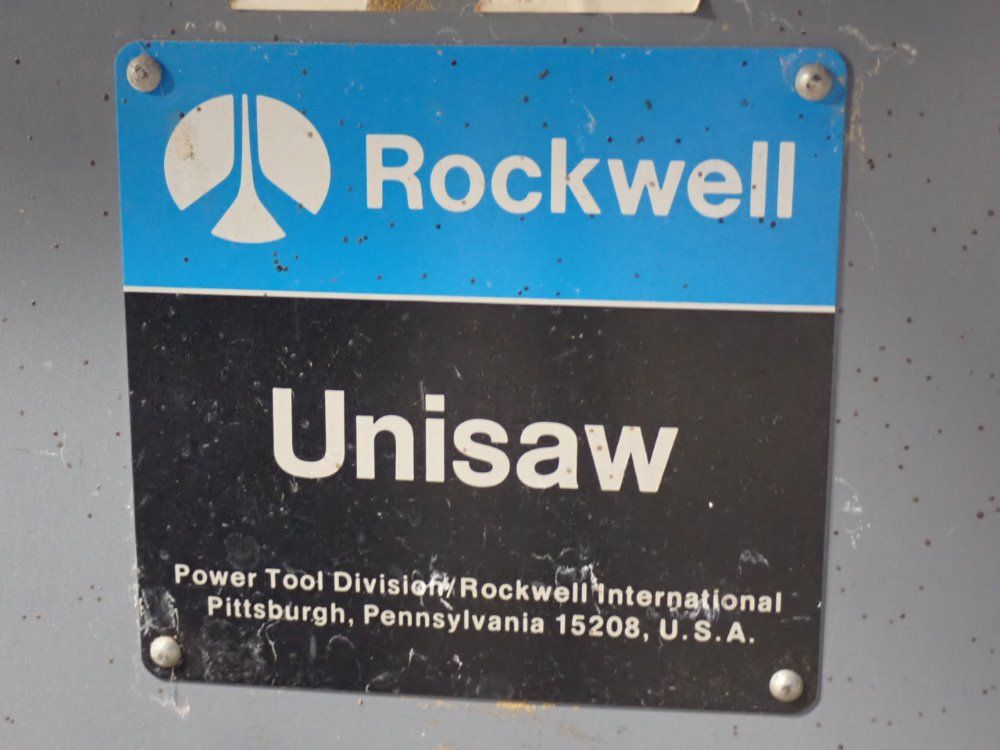 Rockwell
Unisaw
Power Tool Division/Rockwell International
Pittsburgh, Pennsylvania 15208, U.S.A.